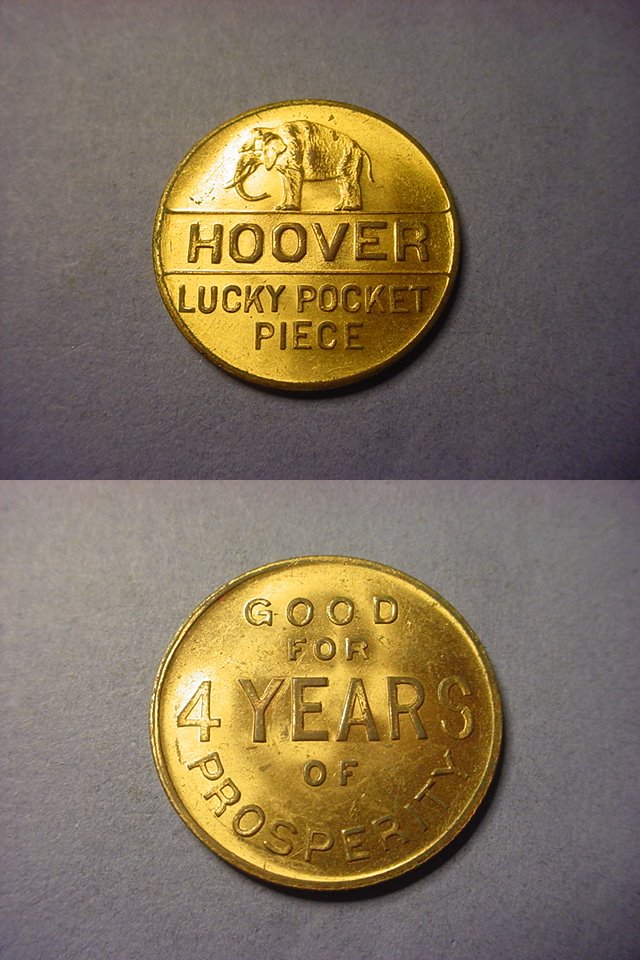 HOOVER
LUCKY POCKET
PIECE
GOOD
FOR
4 YEARS
OF
PROSPERITY